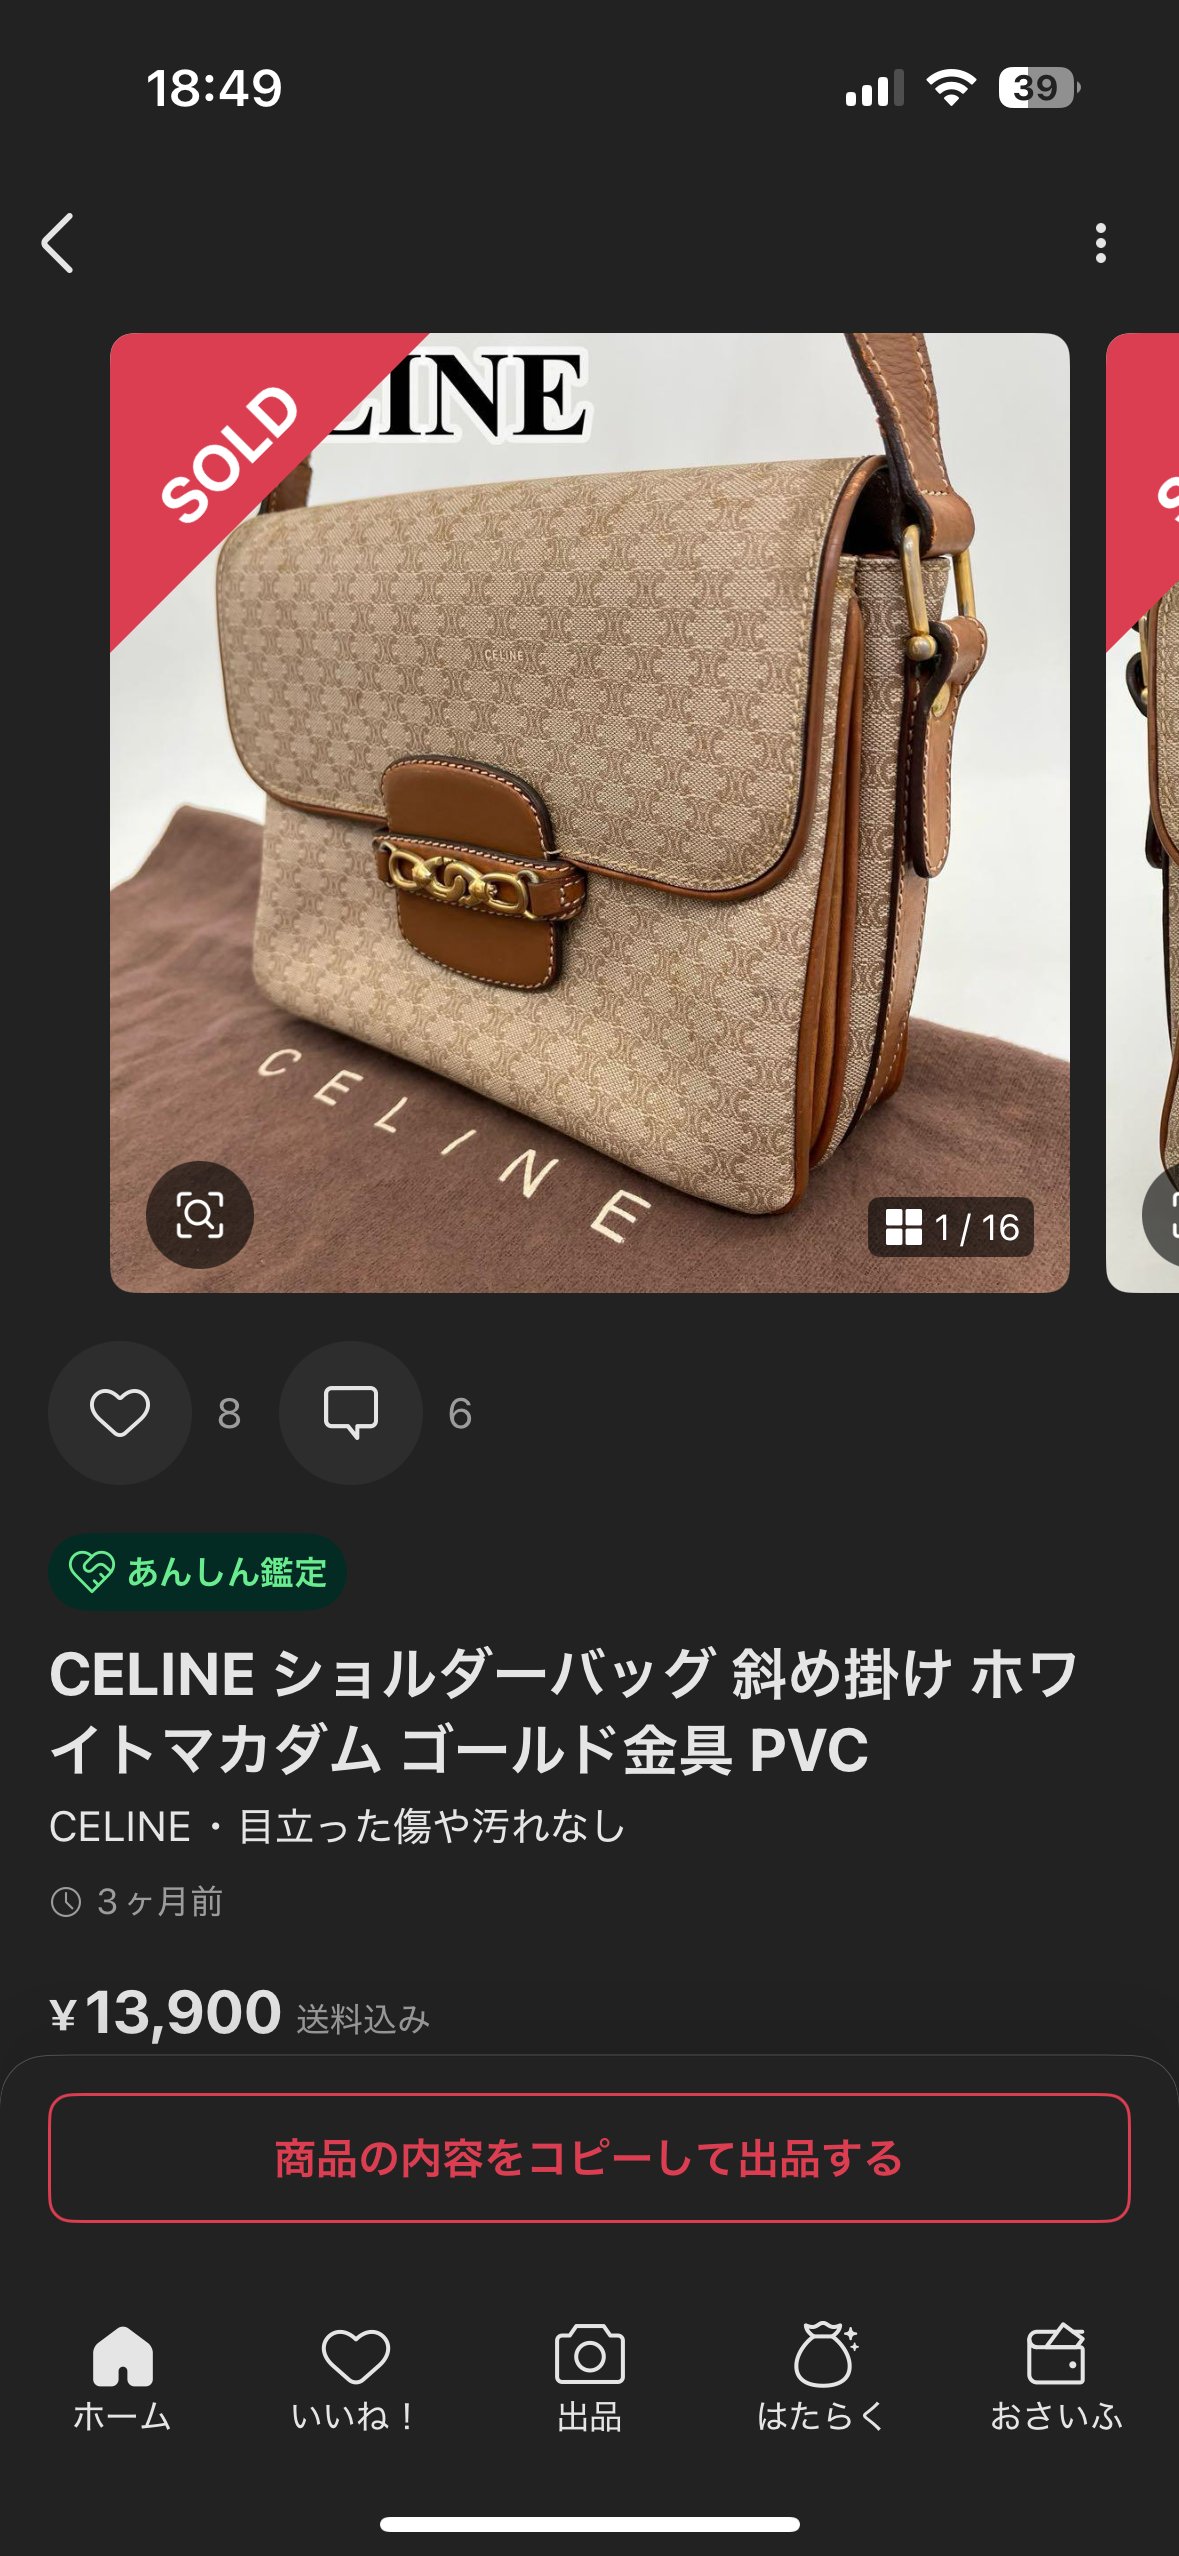 18:49
39
SOLD
LINE
CELINE
CELINE
1 / 16
8
6
あんしん鑑定
CELINE ショルダーバッグ 斜め掛け ホワ
イトマカダム ゴールド金具 PVC
CELINE・目立った傷や汚れなし
3ヶ月前
¥13,900 送料込み
商品の内容をコピーして出品する
ホーム
いいね！
出品
はたらく
おさいふ